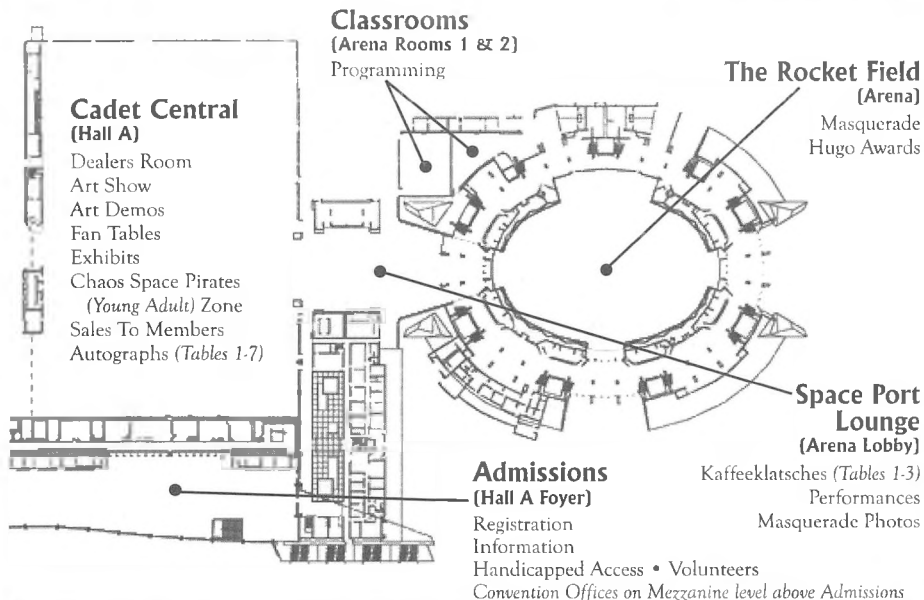 Classrooms
(Arena Rooms 1 & 2)
Programming
The Rocket Field
(Arena)
Masquerade
Hugo Awards
Cadet Central
(Hall A)
Dealers Room
Art Show
Art Demos
Fan Tables
Exhibits
Chaos Space Pirates
(Young Adult) Zone
Sales To Members
Autographs (Tables 1-7)
Space Port
Lounge
(Arena Lobby)
Kaffeeklatsches (Tables 1-3)
Performances
Masquerade Photos
Admissions
(Hall A Foyer)
Registration
Information
Handicapped Access • Volunteers
Convention Offices on Mezzanine level above Admissions